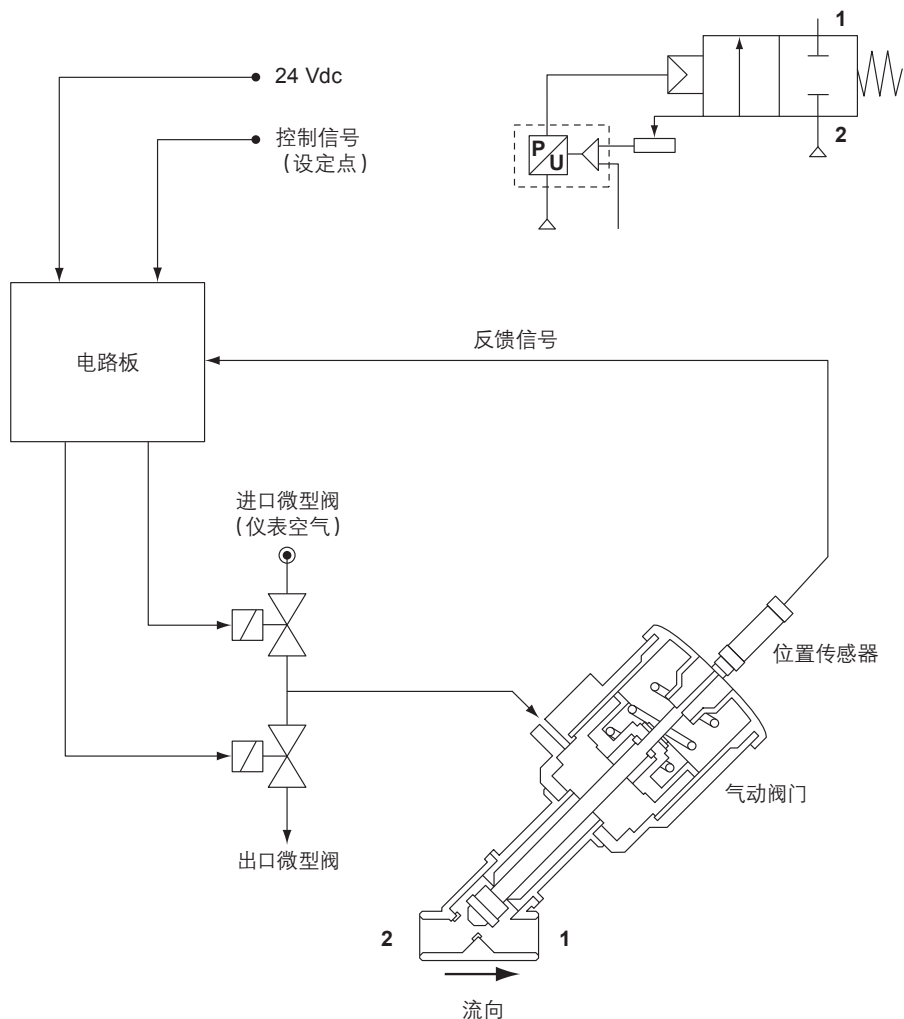 1
24 Vdc
控制信号
（设定点）
P
U
2
电路板
反馈信号
进口微型阀
（仪表空气）
位置传感器
气动阀门
出口微型阀
2
1
流向